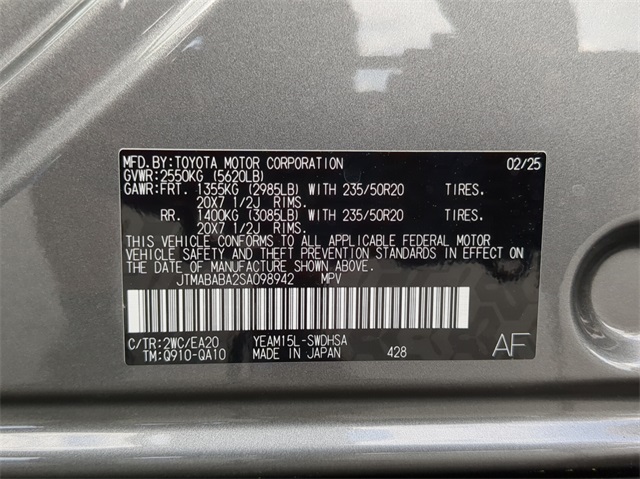 MFD.BY:TOYOTA MOTOR CORPORATION 02/25
GVWR:2550KG (5620LB)
GAWR:FRT. 1355KG (2985LB) WITH 235/50R20 TIRES.
20X7 1/2J RIMS.
RR. 1400KG (3085LB) WITH 235/50R20 TIRES.
20X7 1/2J RIMS.
THIS VEHICLE CONFORMS TO ALL APPLICABLE FEDERAL MOTOR
VEHICLE SAFETY AND THEFT PREVENTION STANDARDS IN EFFECT ON
THE DATE OF MANUFACTURE SHOWN ABOVE.
JTMABABA2SA098942 MPV
C/TR:2WC/EA20 YEAM15L-SWDHSA
TM:Q910-QA10 MADE IN JAPAN 428 AF